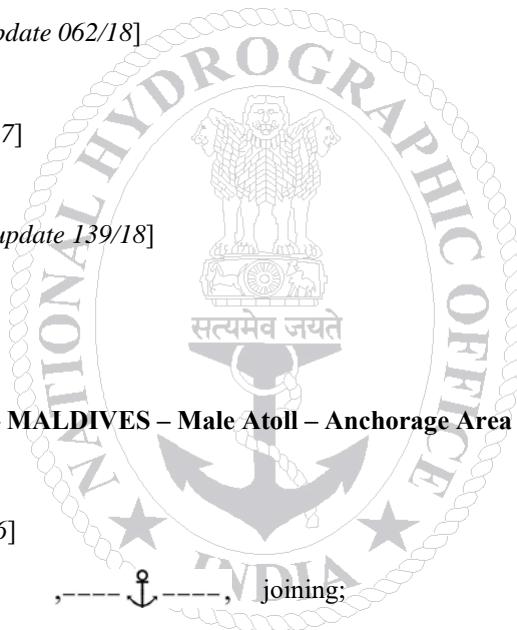 pdate 062/18]
7]
update 139/18]
NATIONAL HYDROGRAPHIC OFFICE
सत्यमेव जयते
MALDIVES – Male Atoll – Anchorage Area
6]
,---- ----, joining;
INDIA